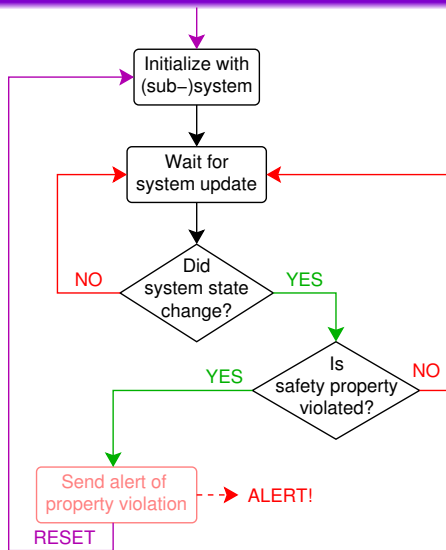 Initialize with
(sub−)system
Wait for
system update
Did
system state
change?
NO
YES
Is
safety property
violated?
YES
NO
Send alert of
property violation
ALERT!
RESET